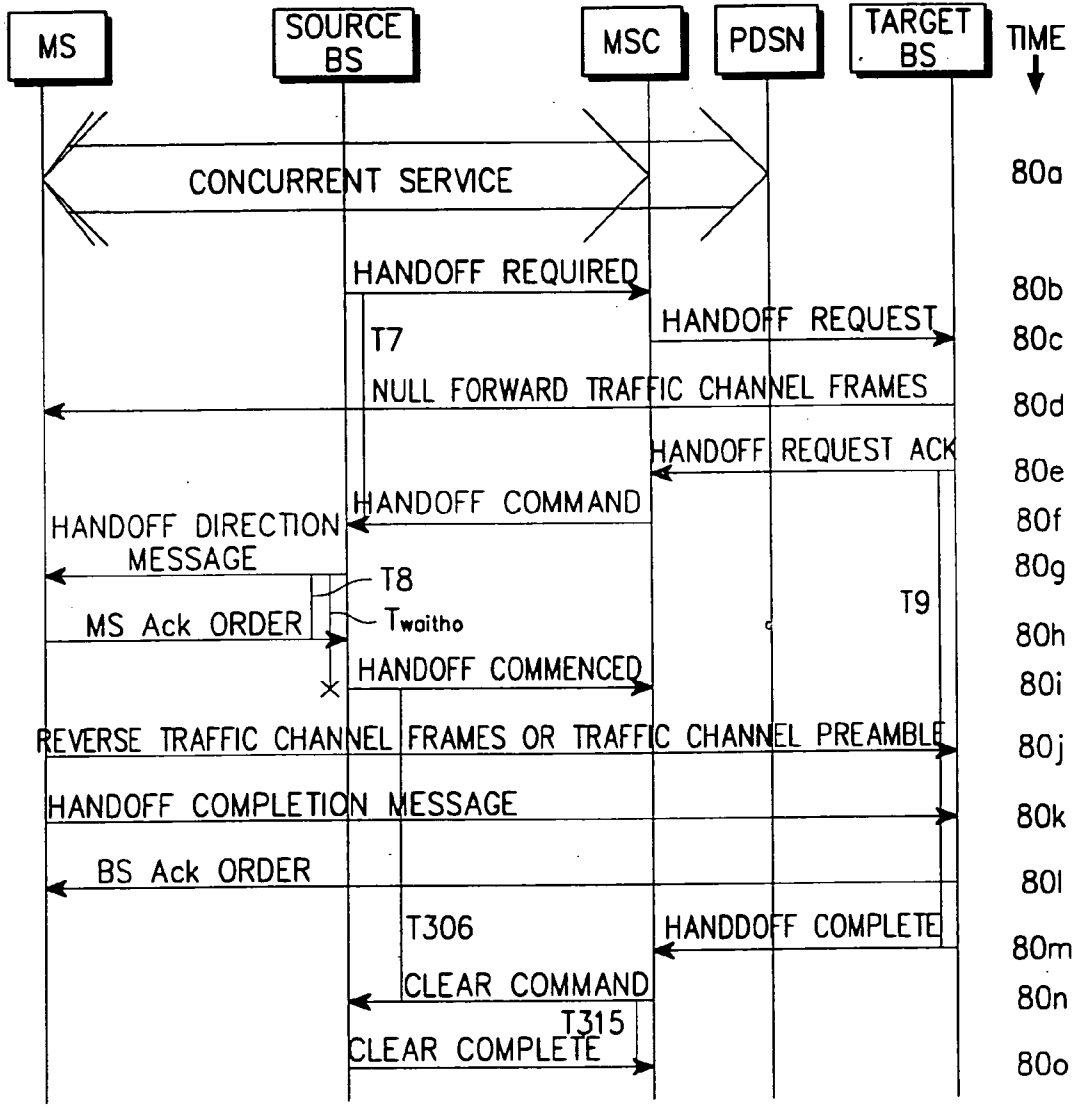 MS
SOURCE BS
MSC
PDSN
TARGET BS
TIME
CONCURRENT SERVICE
80a
HANDOFF REQUIRED
80b
HANDOFF REQUEST
80c
T7
NULL FORWARD TRAFFIC CHANNEL FRAMES
80d
HANDOFF REQUEST ACK
80e
HANDOFF COMMAND
80f
HANDOFF DIRECTION
MESSAGE
80g
T8
T9
MS Ack ORDER
Twaitho
80h
HANDOFF COMMENCED
80i
REVERSE TRAFFIC CHANNEL FRAMES OR TRAFFIC CHANNEL PREAMBLE
80j
HANDOFF COMPLETION MESSAGE
80k
BS Ack ORDER
80l
T306
HANDDOFF COMPLETE
80m
CLEAR COMMAND
80n
T315
CLEAR COMPLETE
80o